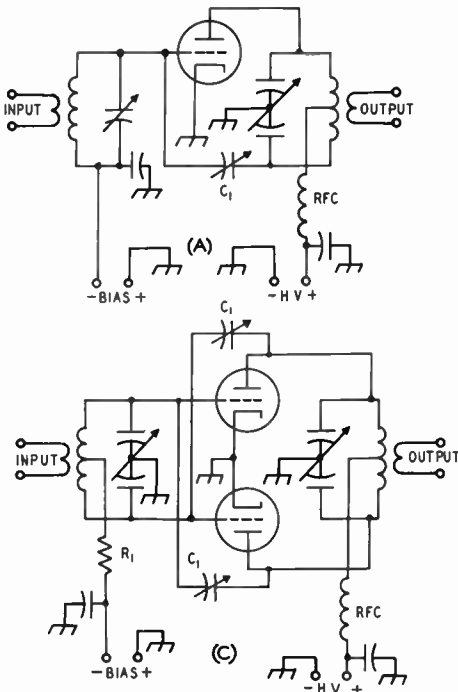 INPUT
OUTPUT
C1
RFC
(A)
-BIAS+
-HV+
C1
INPUT
OUTPUT
C1
R1
RFC
-BIAS+
(C)
-HV +